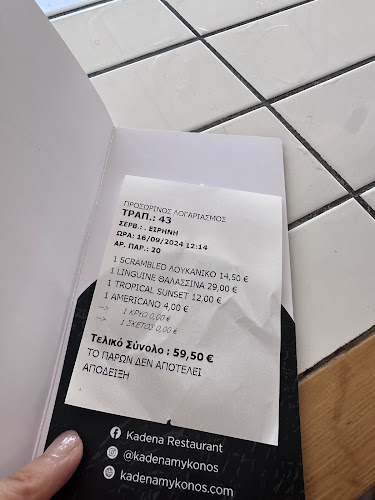 ΠΡΟΣΩΡΙΝΟΣ ΛΟΓΑΡΙΑΣΜΟΣ
ΤΡΑΠ.: 43
ΣΕΡΒ.: . ΕΙΡΗΝΗ
ΩΡΑ: 16/09/2024 12:14
ΑΡ. ΠΑΡ.: 20
1 SCRAMBLED ΛΟΥΚΑΝΙΚΟ 14,50 €
1 LINGUINE ΘΑΛΑΣΣΙΝΑ 29,00 €
1 TROPICAL SUNSET 12,00 €
1 AMERICANO 4,00 €
--> 1 ΚΡΥΟ 0,00 €
--> 1 ΣΚΕΤΟΣ 0,00 €
Τελικό Σύνολο : 59,50 €
ΤΟ ΠΑΡΩΝ ΔΕΝ ΑΠΟΤΕΛΕΙ
ΑΠΟΔΕΙΞΗ
Kadena Restaurant
@kadenamykonos
kadenamykonos.com